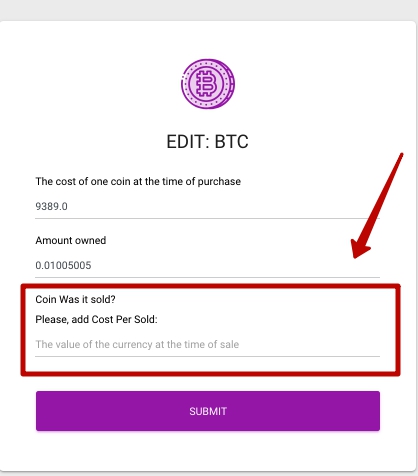 EDIT: BTC
The cost of one coin at the time of purchase
9389.0
Amount owned
0.01005005
Coin Was it sold?
Please, add Cost Per Sold:
The value of the currency at the time of sale
SUBMIT